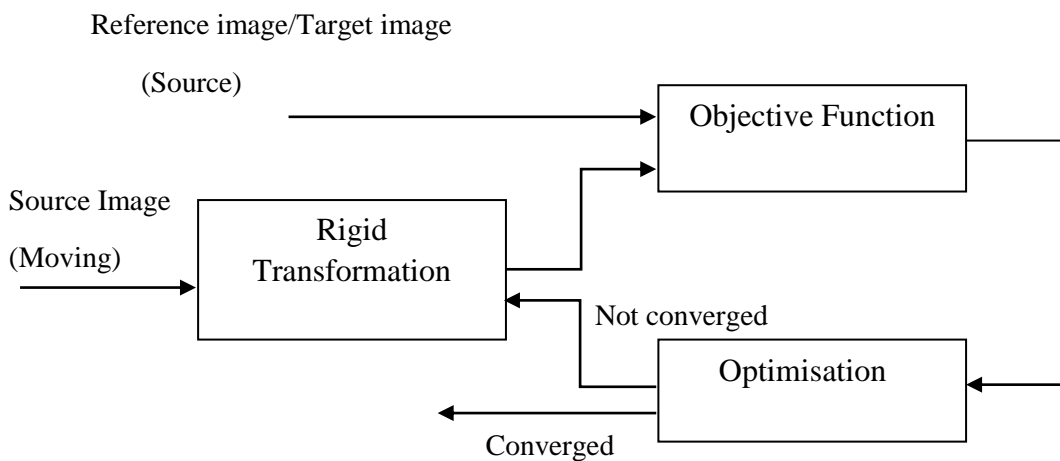 Reference image/Target image
(Source)
Objective Function
Source Image
(Moving)
Rigid
Transformation
Not converged
Optimisation
Converged